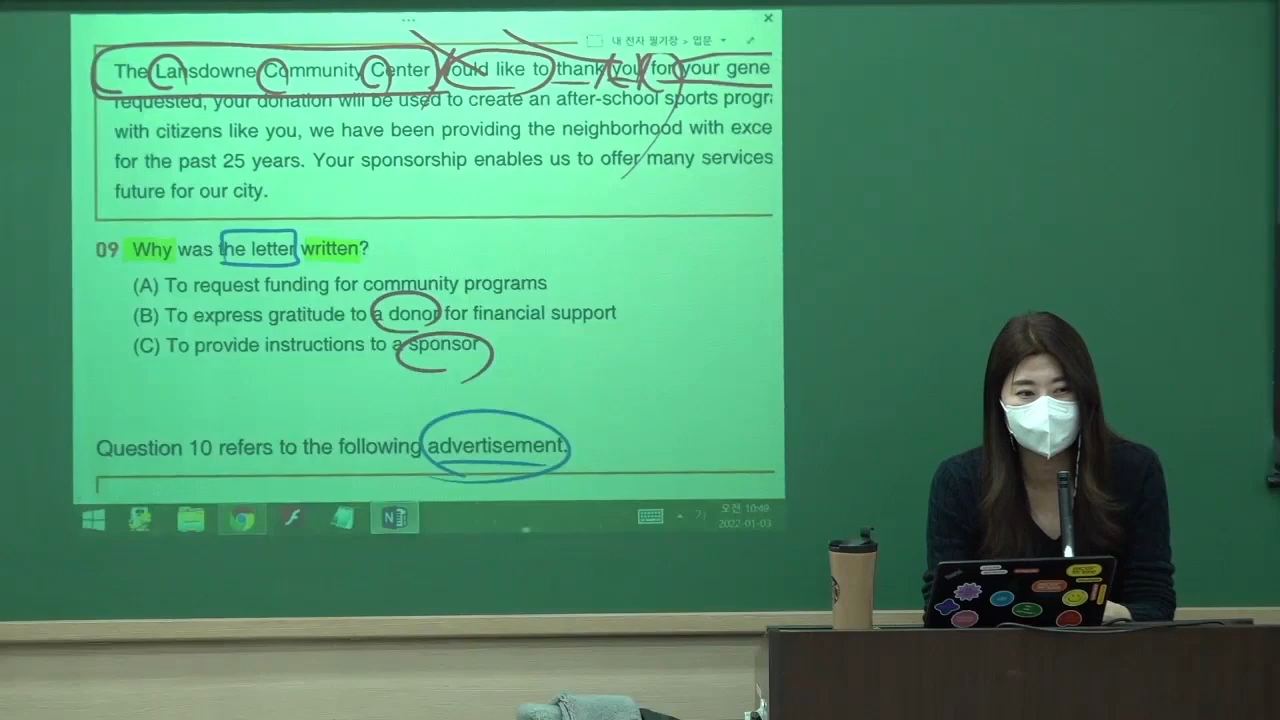 내 전자 필기장 > 입문
The Lansdowne Community Center would like to thank you for your gene
requested, your donation will be used to create an after-school sports progra
with citizens like you, we have been providing the neighborhood with exce
for the past 25 years. Your sponsorship enables us to offer many services
future for our city.
09 Why was the letter written?
(A) To request funding for community programs
(B) To express gratitude to a donor for financial support
(C) To provide instructions to a sponsor
Question 10 refers to the following advertisement.
가 오전 10:49
2022-01-03